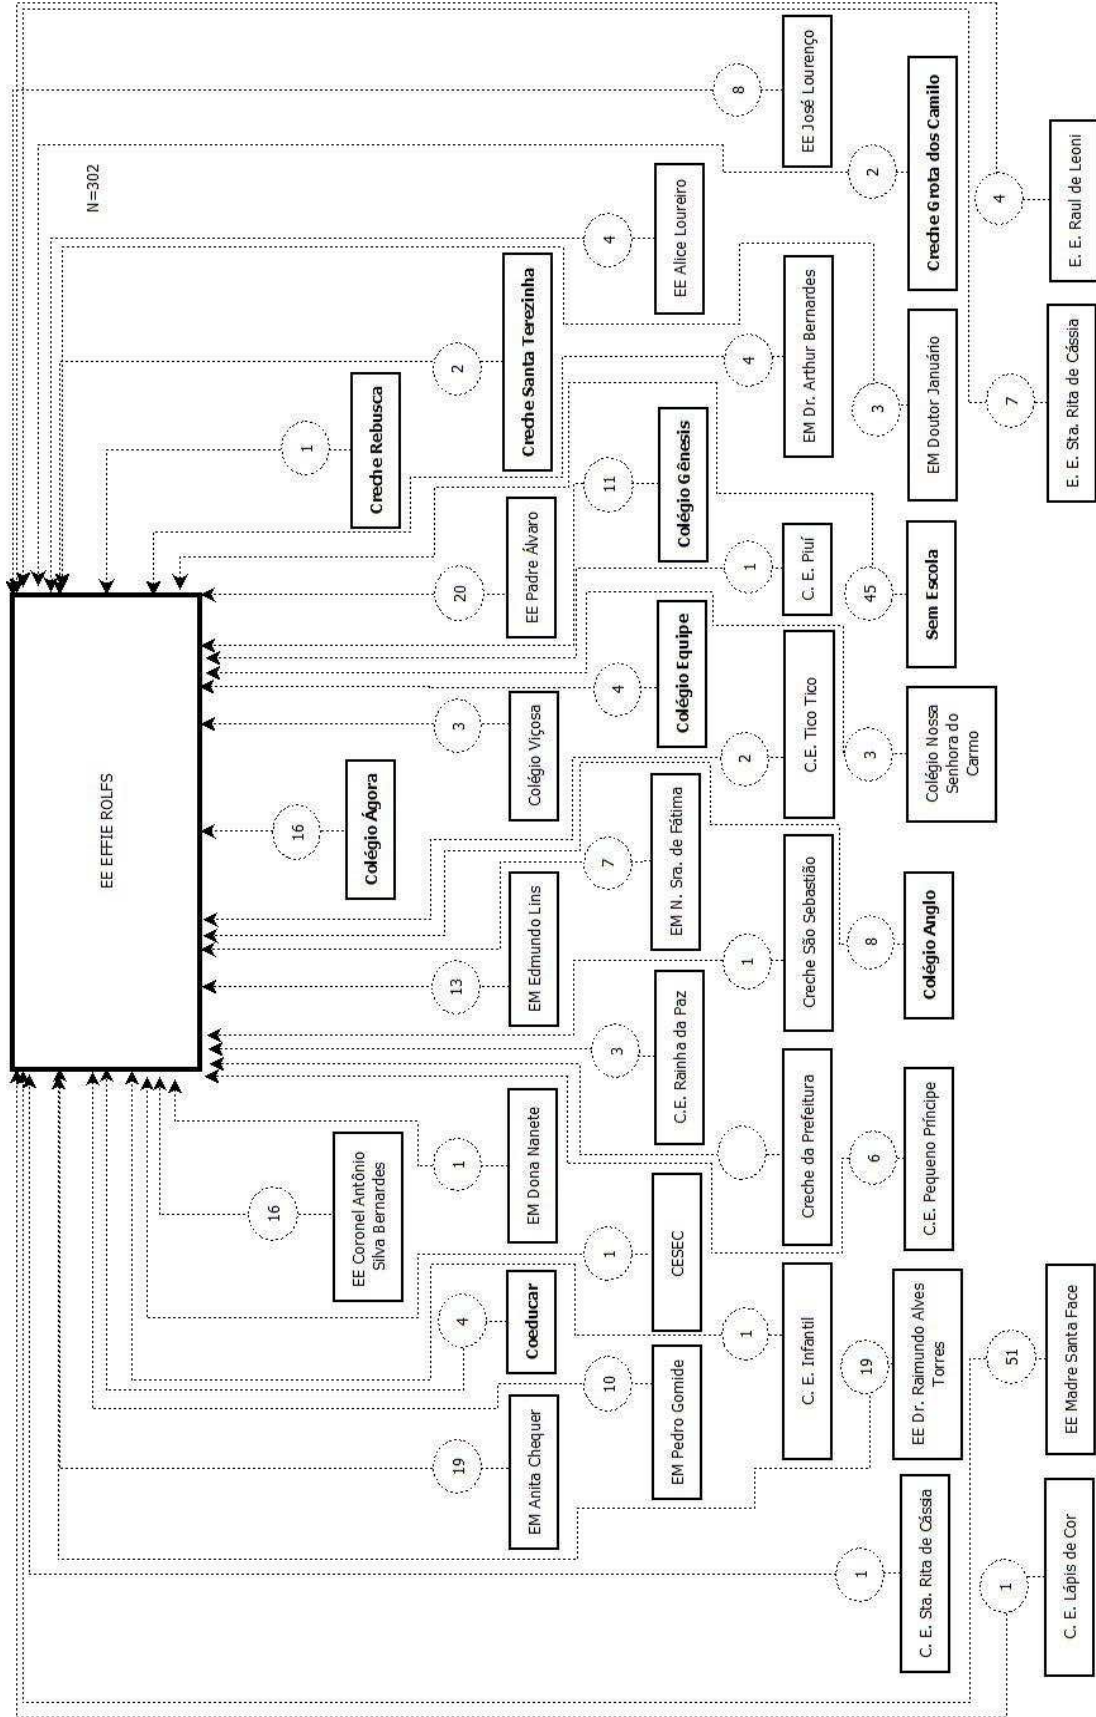 EE EFFIE ROLFS
N=302
16
EE Coronel Antônio
Silva Bernardes
16
Colégio Ágora
1
Creche Rebusca
19
EM Anita Chequer
4
Coeducar
1
EM Dona Nanete
13
EM Edmundo Lins
3
Colégio Viçosa
20
EE Padre Álvaro
2
Creche Santa Terezinha
10
EM Pedro Gomide
1
CESEC
3
C.E. Rainha da Paz
7
EM N. Sra. de Fátima
4
Colégio Equipe
11
Colégio Gênesis
4
EE Alice Loureiro
1
C. E. Infantil
Creche da Prefeitura
1
Creche São Sebastião
2
C.E. Tico Tico
1
C. E. Piuí
4
EM Dr. Arthur Bernardes
8
EE José Lourenço
1
C. E. Sta. Rita de Cássia
19
EE Dr. Raimundo Alves
Torres
6
C.E. Pequeno Príncipe
8
Colégio Anglo
3
Colégio Nossa
Senhora do
Carmo
45
Sem Escola
3
EM Doutor Januário
2
Creche Grota dos Camilo
1
C. E. Lápis de Cor
51
EE Madre Santa Face
7
E. E. Sta. Rita de Cássia
4
E. E. Raul de Leoni